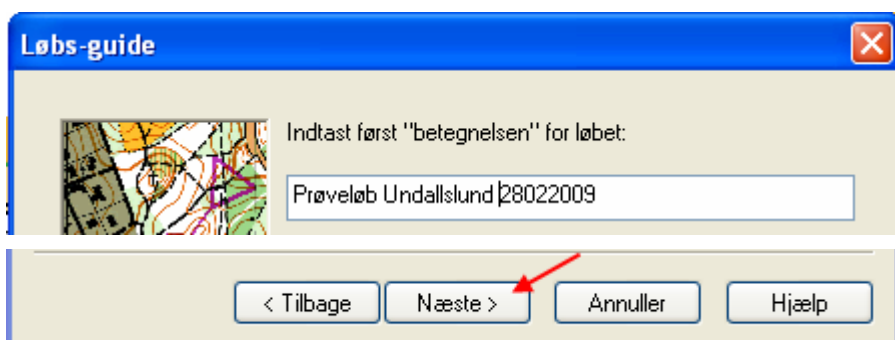 Løbs-guide
Indtast først "betegnelsen" for løbet:
Prøveløb Undallslund 28022009
< Tilbage Næste > Annuller Hjælp